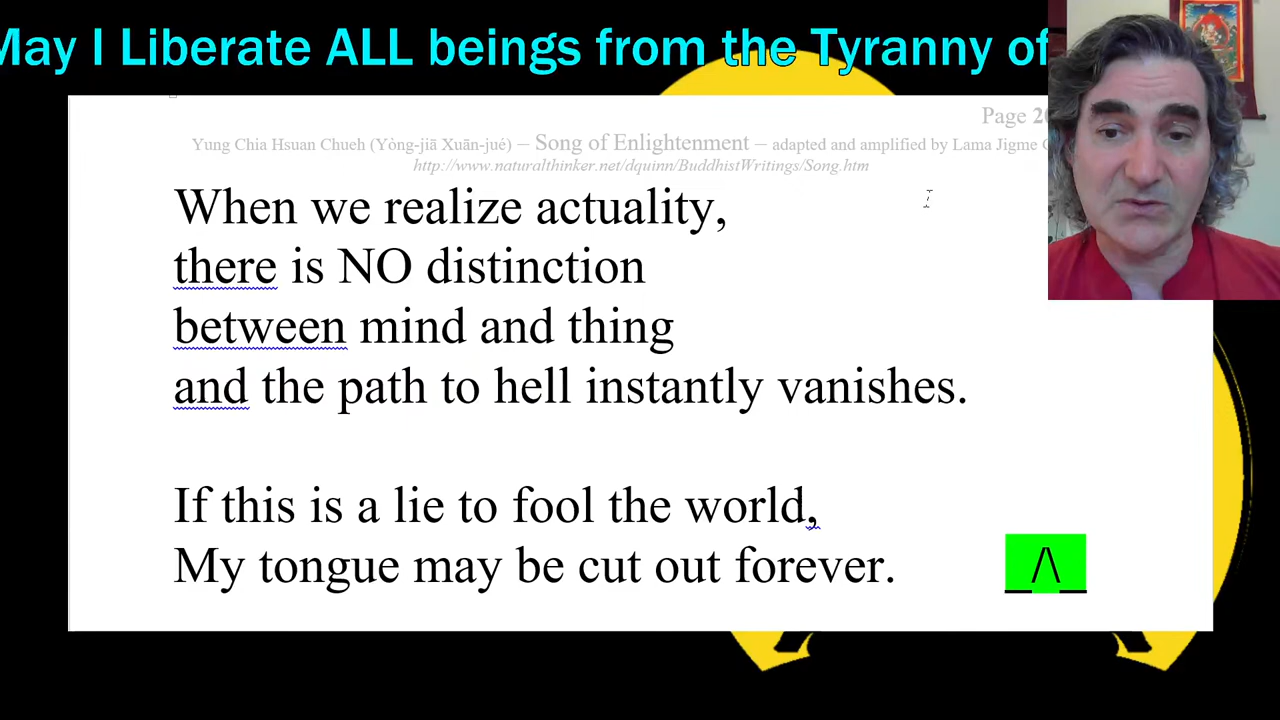 May I Liberate ALL beings from the Tyranny of
Page
Yung Chia Hsuan Chueh (Yòng-jiā Xuān-jué) – Song of Enlightenment – adapted and amplified by Lama Jigme
http://www.naturalthinker.net/dquinn/BuddhistWritings/Song.htm
When we realize actuality,
there is NO distinction
between mind and thing
and the path to hell instantly vanishes.
If this is a lie to fool the world,
My tongue may be cut out forever.
_/\_